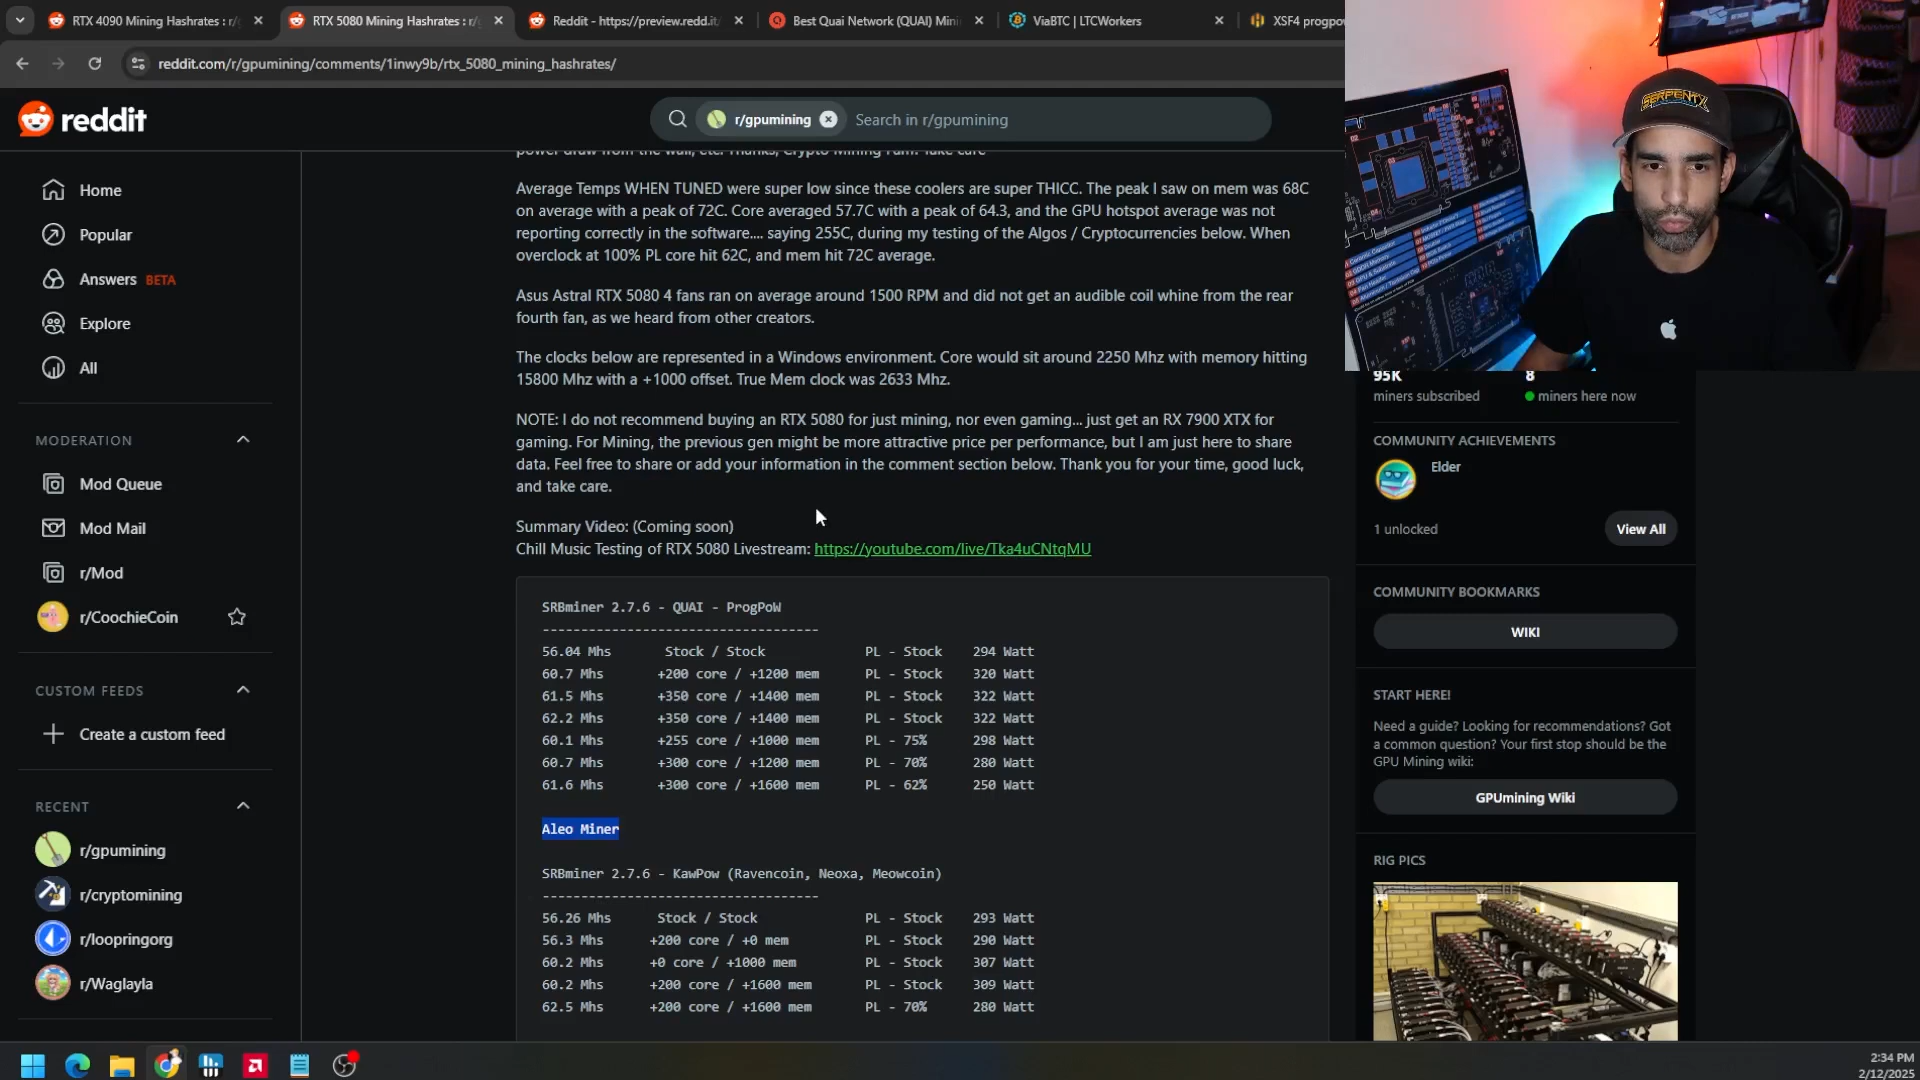 RTX 4090 Mining Hashrates : r/g
RTX 5080 Mining Hashrates : r/
Reddit - https://preview.redd.it/
Best Quai Network (QUAI) Mini
ViaBTC | LTCWorkers
XSF4 progpow
reddit.com/r/gpumining/comments/1inwy9b/rtx_5080_mining_hashrates/
reddit
r/gpumining
Search in r/gpumining
Home
Popular
Answers BETA
Explore
All
MODERATION
Mod Queue
Mod Mail
r/Mod
r/CoochieCoin
CUSTOM FEEDS
Create a custom feed
RECENT
r/gpumining
r/cryptomining
r/loopringorg
r/Waglayla
power draw from the wall, etc. Thanks, Crypto Mining Fam! Take care
Average Temps WHEN TUNED were super low since these coolers are super THICC. The peak I saw on mem was 68C
on average with a peak of 72C. Core averaged 57.7C with a peak of 64.3, and the GPU hotspot average was not
reporting correctly in the software.... saying 255C, during my testing of the Algos / Cryptocurrencies below. When
overclock at 100% PL core hit 62C, and mem hit 72C average.
Asus Astral RTX 5080 4 fans ran on average around 1500 RPM and did not get an audible coil whine from the rear
fourth fan, as we heard from other creators.
The clocks below are represented in a Windows environment. Core would sit around 2250 Mhz with memory hitting
15800 Mhz with a +1000 offset. True Mem clock was 2633 Mhz.
NOTE: I do not recommend buying an RTX 5080 for just mining, nor even gaming... just get an RX 7900 XTX for
gaming. For Mining, the previous gen might be more attractive price per performance, but I am just here to share
data. Feel free to share or add your information in the comment section below. Thank you for your time, good luck,
and take care.
Summary Video: (Coming soon)
Chill Music Testing of RTX 5080 Livestream: https://youtube.com/live/Tka4uCNtqMU
SRBminer 2.7.6 - QUAI - ProgPoW
------------------------------------
56.04 Mhs Stock / Stock PL - Stock 294 Watt
60.7 Mhs +200 core / +1200 mem PL - Stock 320 Watt
61.5 Mhs +350 core / +1400 mem PL - Stock 322 Watt
62.2 Mhs +350 core / +1400 mem PL - Stock 322 Watt
60.1 Mhs +255 core / +1000 mem PL - 75% 298 Watt
60.7 Mhs +300 core / +1200 mem PL - 70% 280 Watt
61.6 Mhs +300 core / +1600 mem PL - 62% 250 Watt
Aleo Miner
SRBminer 2.7.6 - KawPow (Ravencoin, Neoxa, Meowcoin)
------------------------------------
56.26 Mhs Stock / Stock PL - Stock 293 Watt
56.3 Mhs +200 core / +0 mem PL - Stock 290 Watt
60.2 Mhs +0 core / +1000 mem PL - Stock 307 Watt
60.2 Mhs +200 core / +1600 mem PL - Stock 309 Watt
62.5 Mhs +200 core / +1600 mem PL - 70% 280 Watt
SERPENTX
95K
8
miners subscribed
miners here now
COMMUNITY ACHIEVEMENTS
Elder
1 unlocked
View All
COMMUNITY BOOKMARKS
WIKI
START HERE!
Need a guide? Looking for recommendations? Got
a common question? Your first stop should be the
GPU Mining wiki:
GPUmining Wiki
RIG PICS
2:34 PM
2/12/2025